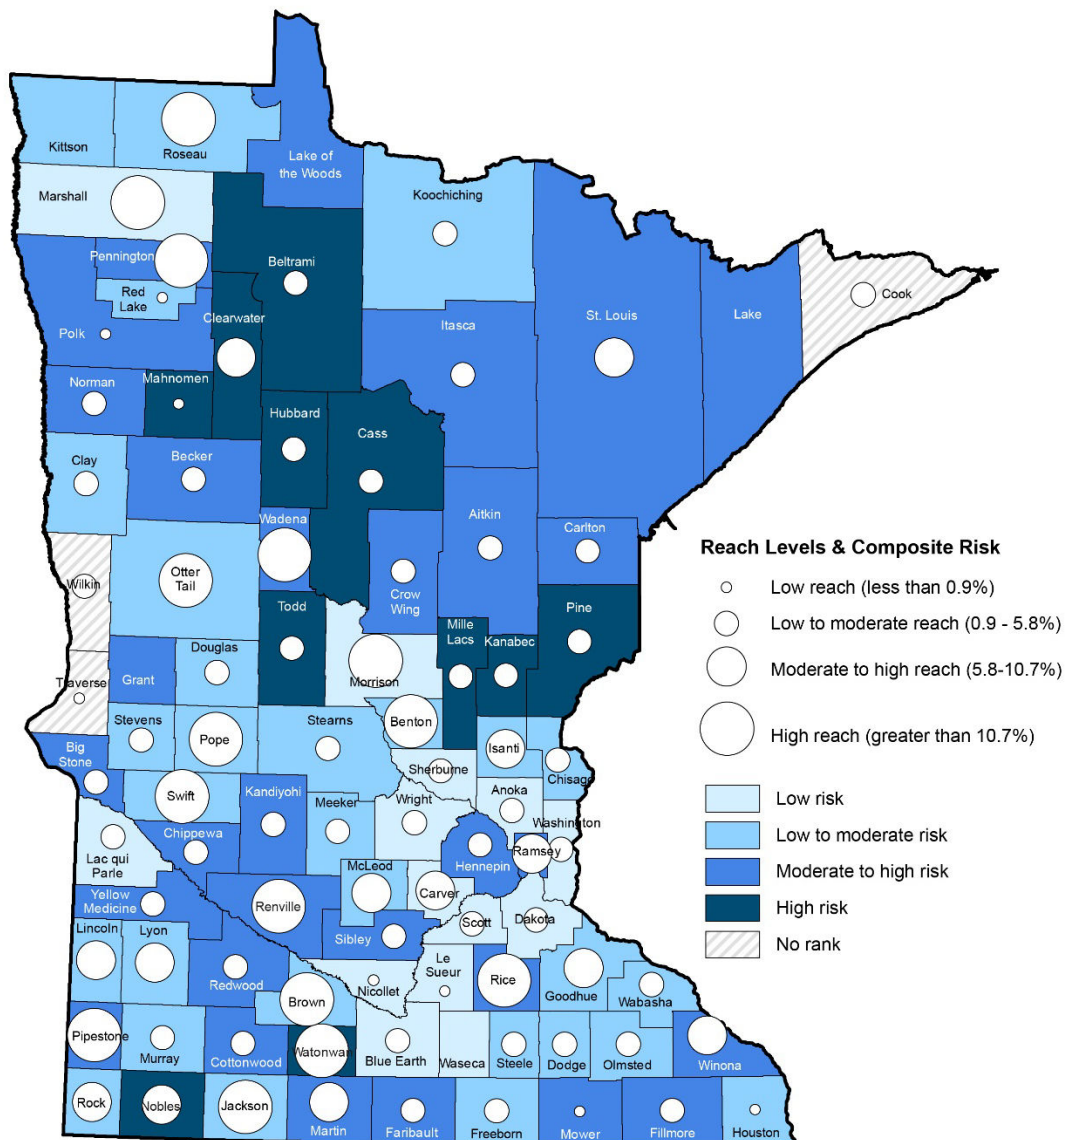 Kittson
Roseau
Lake of
the Woods
Marshall
Koochiching
Pennington
Beltrami
Red
Lake
Cook
Clearwater
Itasca
St. Louis
Lake
Polk
Norman
Mahnomen
Hubbard
Cass
Clay
Becker
Wadena
Aitkin
Carlton
Wilkin
Otter
Tail
Crow
Wing
Todd
Pine
Mille
Lacs
Kanabec
Douglas
Traverse
Grant
Morrison
Stevens
Pope
Stearns
Benton
Isanti
Big
Stone
Sherburne
Chisago
Swift
Kandiyohi
Meeker
Wright
Anoka
Washington
Chippewa
Lac qui
Parle
McLeod
Hennepin
Ramsey
Yellow
Medicine
Renville
Carver
Lincoln
Lyon
Scott
Dakota
Sibley
Le
Sueur
Redwood
Nicollet
Brown
Rice
Goodhue
Wabasha
Pipestone
Murray
Cottonwood
Watonwan
Blue Earth
Waseca
Steele
Dodge
Olmsted
Winona
Rock
Nobles
Jackson
Martin
Faribault
Freeborn
Mower
Fillmore
Houston
Reach Levels & Composite Risk
Low reach (less than 0.9%)
Low to moderate reach (0.9 - 5.8%)
Moderate to high reach (5.8-10.7%)
High reach (greater than 10.7%)
Low risk
Low to moderate risk
Moderate to high risk
High risk
No rank